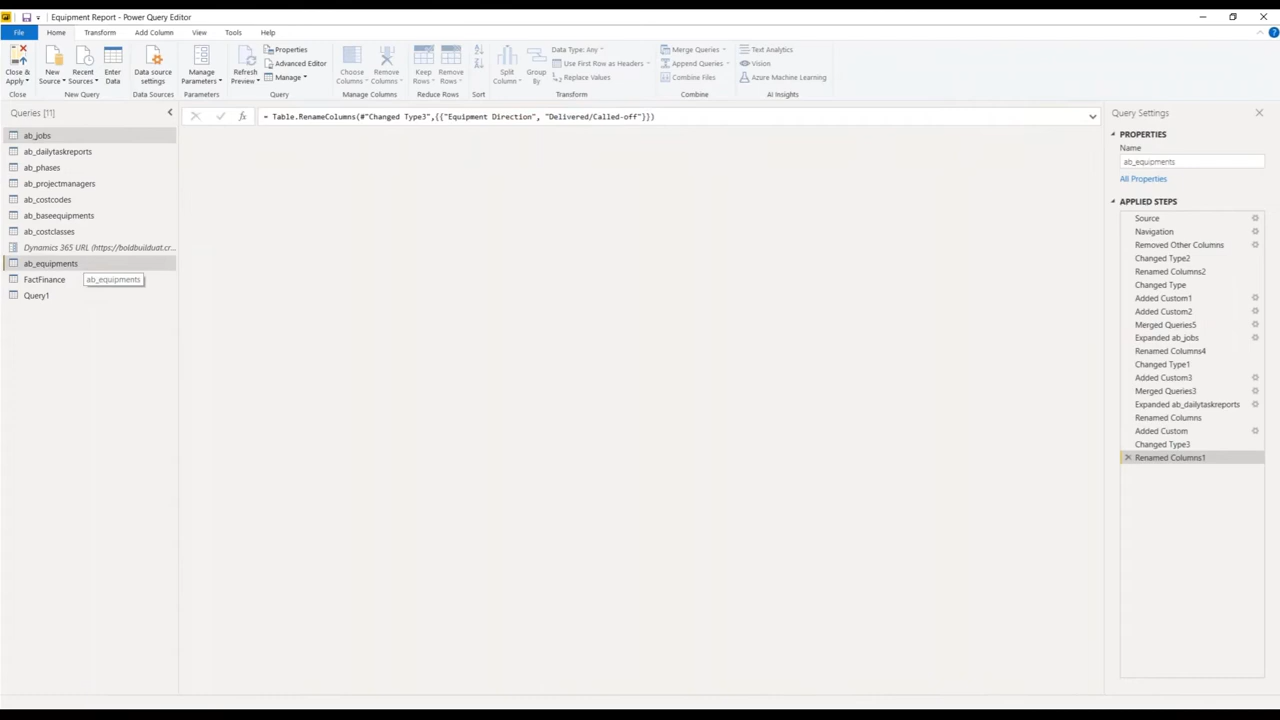 Equipment Report - Power Query Editor
File Home Transform Add Column View Tools Help
Close & Apply
New Source
Recent Sources
Enter Data
Data source settings
Manage Parameters
Refresh Preview
Properties
Advanced Editor
Manage
Choose Columns
Remove Columns
Keep Rows
Remove Rows
Split Column
Group By
Data Type: Any
Use First Row as Headers
Replace Values
Merge Queries
Append Queries
Combine Files
Text Analytics
Vision
Azure Machine Learning
Close New Query Data Sources Parameters Query Manage Columns Reduce Rows Sort Transform Combine AI Insights
Queries [11]
= Table.RenameColumns(#"Changed Type3",{{"Equipment Direction", "Delivered/Called-off"}})
ab_jobs
ab_dailytaskreports
ab_phases
ab_projectmanagers
ab_costcodes
ab_baseequipments
ab_costclasses
Dynamics 365 URL (https://boldbuilduat.cr...
ab_equipments
FactFinance
ab_equipments
Query1
Query Settings
PROPERTIES
Name
ab_equipments
All Properties
APPLIED STEPS
Source
Navigation
Removed Other Columns
Changed Type2
Renamed Columns2
Changed Type
Added Custom1
Added Custom2
Merged Queries5
Expanded ab_jobs
Renamed Columns4
Changed Type1
Added Custom3
Merged Queries3
Expanded ab_dailytaskreports
Renamed Columns
Added Custom
Changed Type3
Renamed Columns1